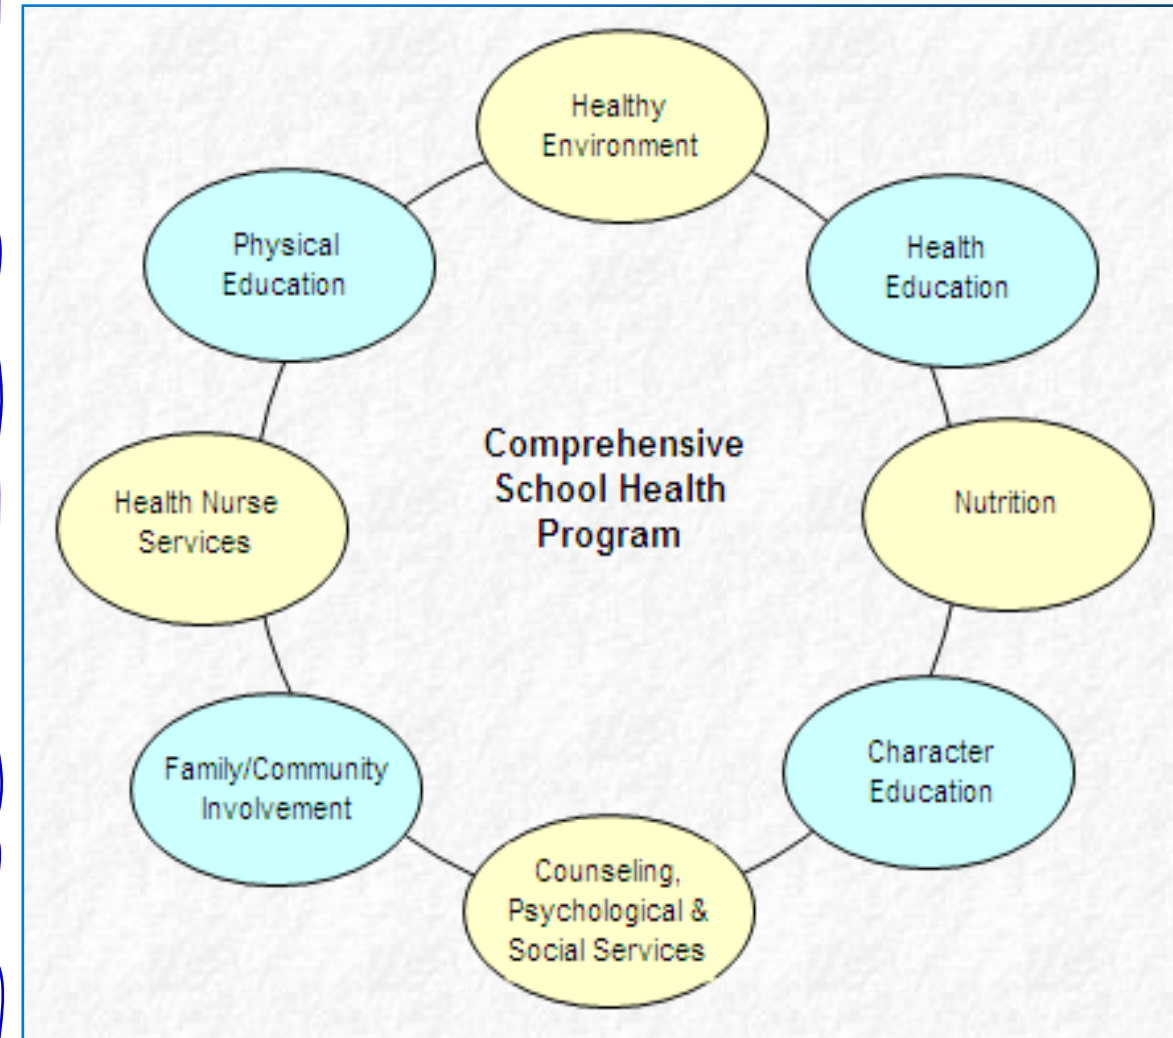 Healthy
Environment
Physical
Education
Health
Education
Comprehensive
School Health
Program
Health Nurse
Services
Nutrition
Family/Community
Involvement
Character
Education
Counseling,
Psychological &
Social Services